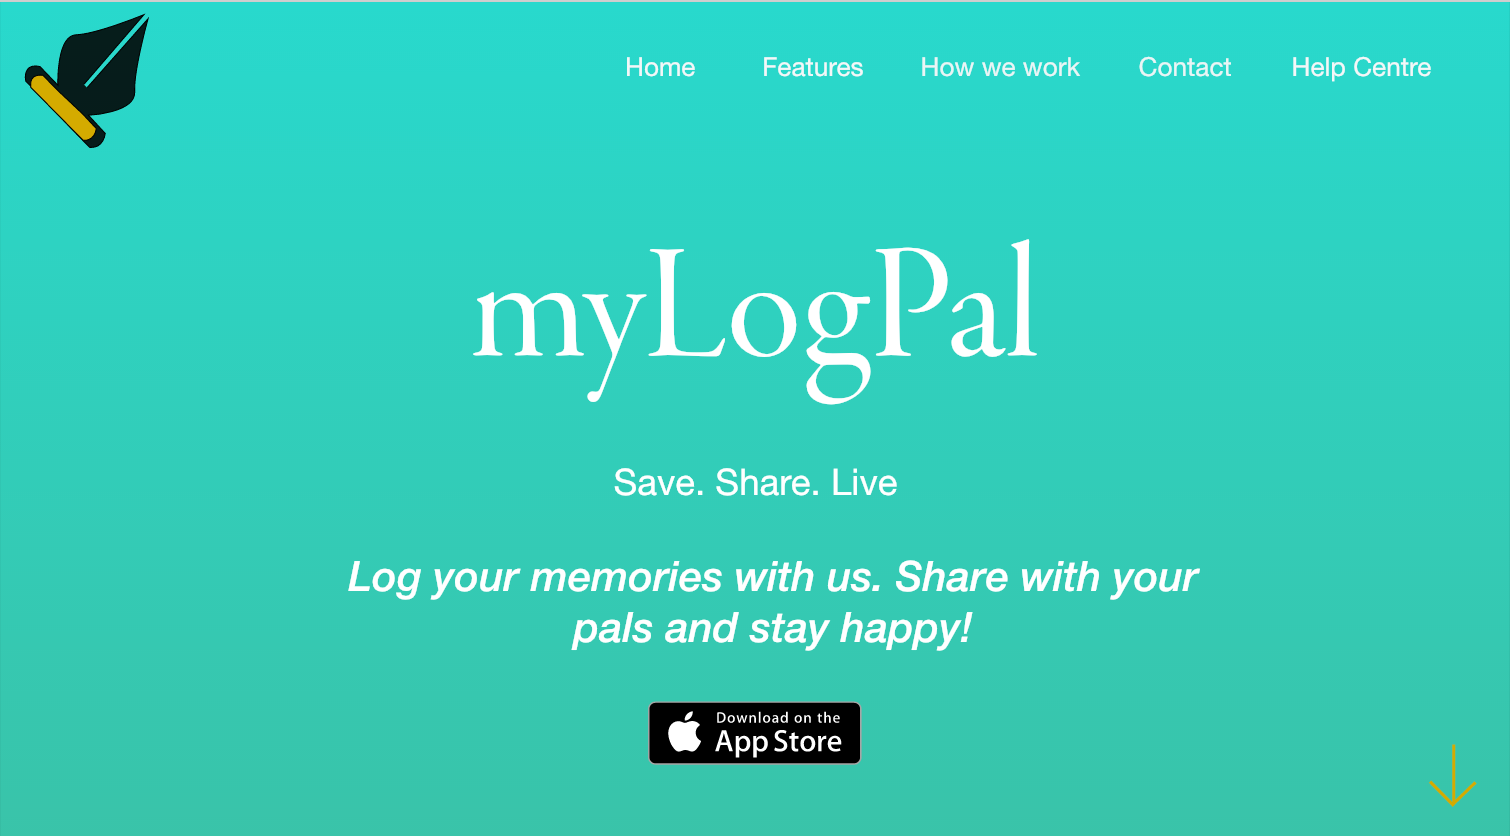 Home Features How we work Contact Help Centre
myLogPal
Save. Share. Live
Log your memories with us. Share with your
pals and stay happy!
Download on the
App Store